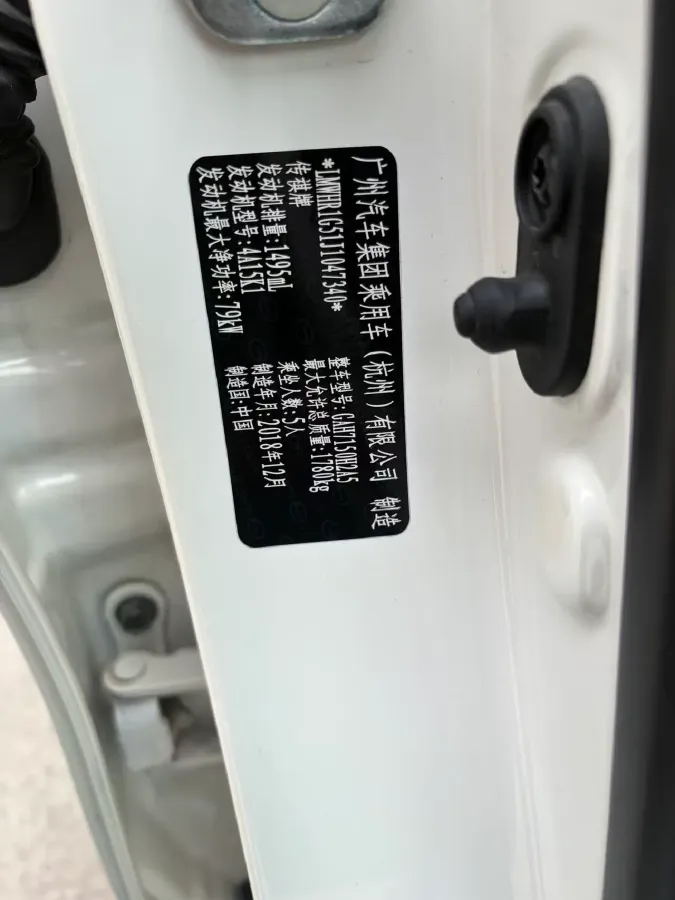 广州汽车集团乘用车（杭州）有限公司 制造
*LMWHR1G51J1047340*
整车型号:GAH7150H2A5
传祺牌
最大允许总质量:1780kg
发动机排量:1495mL
乘坐人数:5人
发动机型号:4A15K1
制造年月:2018年12月
发动机最大净功率:79kW
制造国:中国